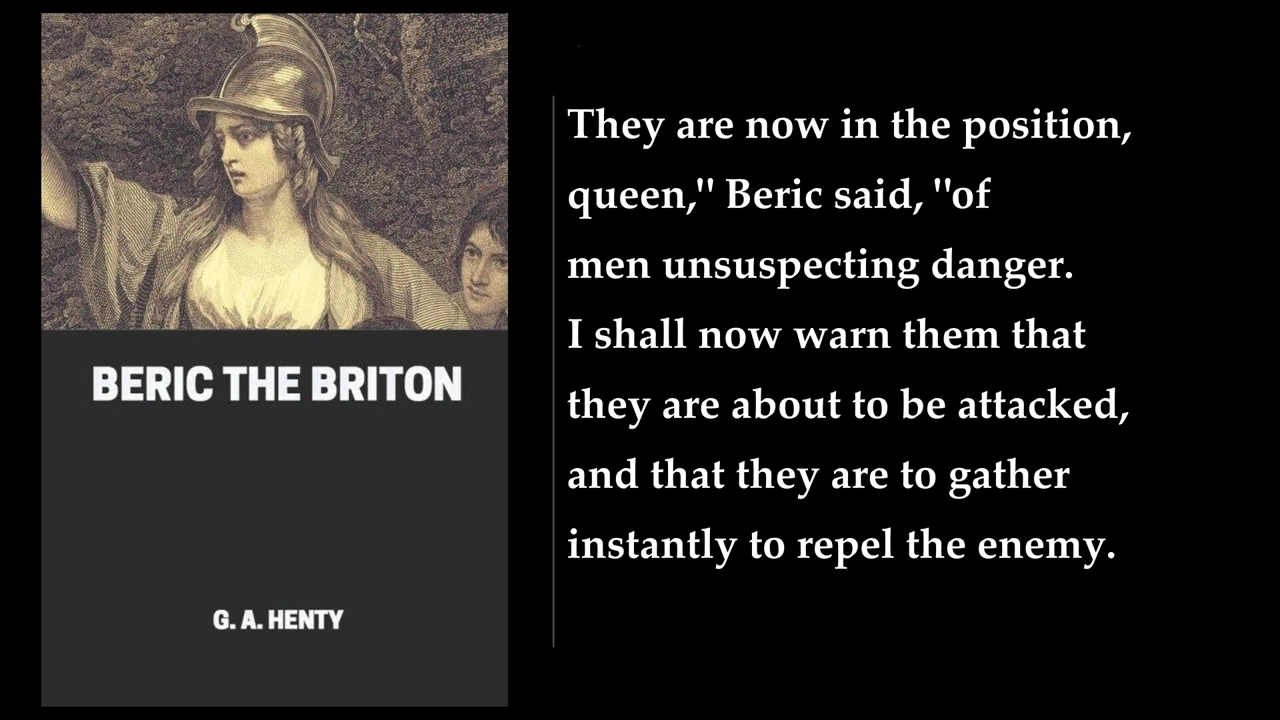 BERIC THE BRITON
G. A. HENTY
They are now in the position,
queen," Beric said, "of
men unsuspecting danger.
I shall now warn them that
they are about to be attacked,
and that they are to gather
instantly to repel the enemy.